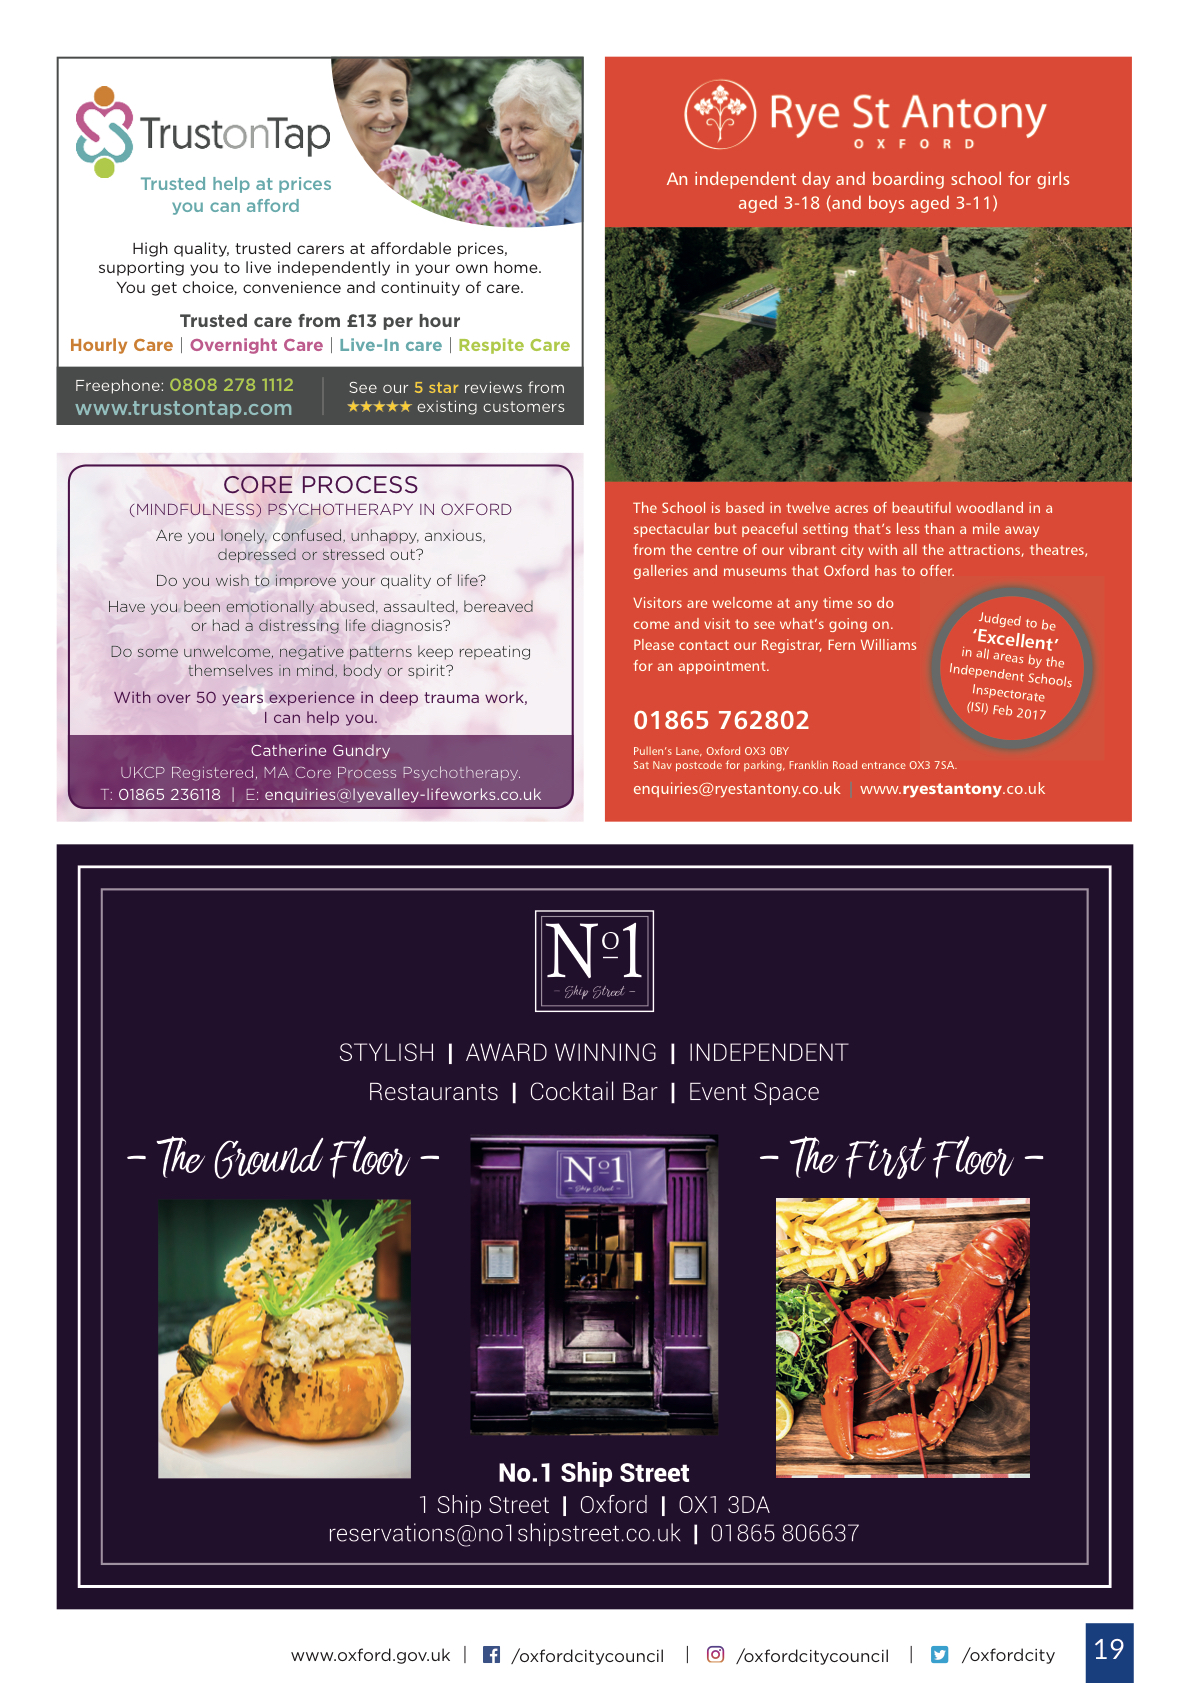 TrustonTap
Trusted help at prices
you can afford
High quality, trusted carers at affordable prices,
supporting you to live independently in your own home.
You get choice, convenience and continuity of care.
Trusted care from £13 per hour
Hourly Care | Overnight Care | Live-In care | Respite Care
Freephone: 0808 278 1112
www.trustontap.com
See our 5 star reviews from
★★★★★ existing customers
CORE PROCESS
(MINDFULNESS) PSYCHOTHERAPY IN OXFORD
Are you lonely, confused, unhappy, anxious,
depressed or stressed out?
Do you wish to improve your quality of life?
Have you been emotionally abused, assaulted, bereaved
or had a distressing life diagnosis?
Do some unwelcome, negative patterns keep repeating
themselves in mind, body or spirit?
With over 50 years experience in deep trauma work,
I can help you.
Catherine Gundry
UKCP Registered, MA Core Process Psychotherapy.
T: 01865 236118 | E: enquiries@lyevalley-lifeworks.co.uk
Rye St Antony
OXFORD
An independent day and boarding school for girls
aged 3-18 (and boys aged 3-11)
The School is based in twelve acres of beautiful woodland in a
spectacular but peaceful setting that's less than a mile away
from the centre of our vibrant city with all the attractions, theatres,
galleries and museums that Oxford has to offer.
Visitors are welcome at any time so do
come and visit to see what's going on.
Please contact our Registrar, Fern Williams
for an appointment.
Judged to be
'Excellent'
in all areas by the
Independent Schools
Inspectorate
(ISI) Feb 2017
01865 762802
Pullen's Lane, Oxford OX3 0BY
Sat Nav postcode for parking, Franklin Road entrance OX3 7SA.
enquiries@ryestantony.co.uk | www.ryestantony.co.uk
No1
- Ship Street -
STYLISH | AWARD WINNING | INDEPENDENT
Restaurants | Cocktail Bar | Event Space
- The Ground Floor -
No1
- Ship Street -
- The First Floor -
No.1 Ship Street
1 Ship Street | Oxford | OX1 3DA
reservations@no1shipstreet.co.uk | 01865 806637
www.oxford.gov.uk | /oxfordcitycouncil | /oxfordcitycouncil | /oxfordcity
19